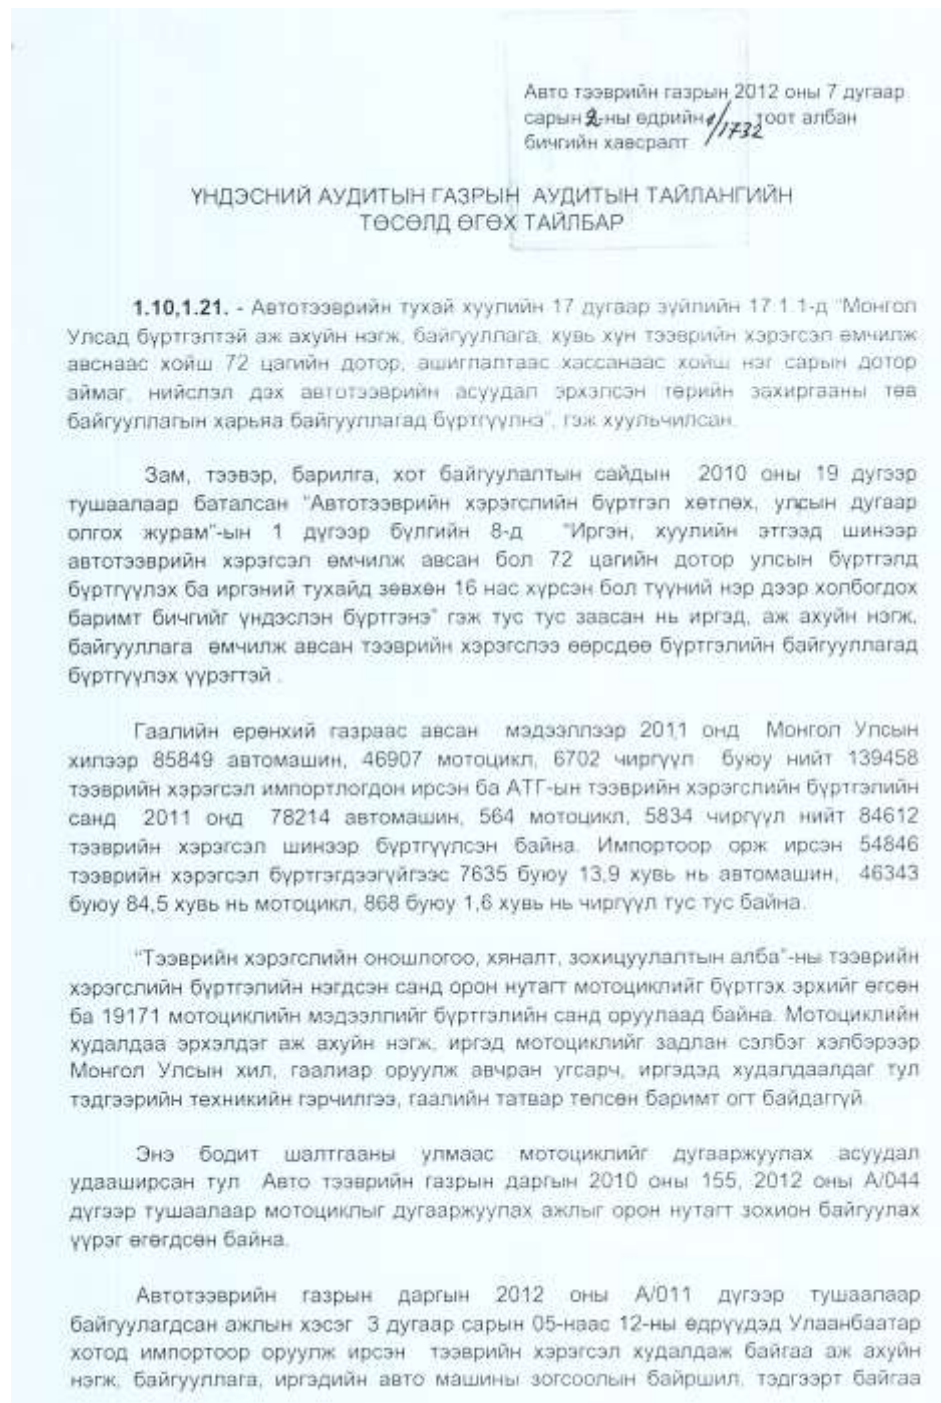 Авто тээврийн газрын 2012 оны 7 дугаар
сарын 2-ны өдрийн 1/1732 тоот албан
бичгийн хавсралт
ҮНДЭСНИЙ АУДИТЫН ГАЗРЫН АУДИТЫН ТАЙЛАНГИЙН
ТӨСӨЛД ӨГӨХ ТАЙЛБАР
1.10,1.21. - Автотээврийн тухай хуулийн 17 дугаар зүйлийн 17.1.1-д "Монгол
Улсад бүртгэлтэй аж ахуйн нэгж, байгууллага, хувь хүн тээврийн хэрэгсэл өмчилж
авснаас хойш 72 цагийн дотор, ашиглалтаас хассанаас хойш нэг сарын дотор
аймаг, нийслэл дэх автотээврийн асуудал эрхэлсэн төрийн захиргааны төв
байгууллагын харьяа байгууллагад бүртгүүлнэ", гэж хуульчилсан.
Зам, тээвэр, барилга, хот байгуулалтын сайдын 2010 оны 19 дүгээр
тушаалаар баталсан "Автотээврийн хэрэгслийн бүртгэл хөтлөх, улсын дугаар
олгох журам"-ын 1 дүгээр бүлгийн 8-д "Иргэн, хуулийн этгээд шинээр
автотээврийн хэрэгсэл өмчилж авсан бол 72 цагийн дотор улсын бүртгэлд
бүртгүүлэх ба иргэний тухайд зөвхөн 16 нас хүрсэн бол түүний нэр дээр холбогдох
баримт бичгийг үндэслэн бүртгэнэ" гэж тус тус заасан нь иргэд, аж ахуйн нэгж,
байгууллага өмчилж авсан тээврийн хэрэгслээ өөрсдөө бүртгэлийн байгууллагад
бүртгүүлэх үүрэгтэй .
Гаалийн ерөнхий газраас авсан мэдээллээр 2011 онд Монгол Улсын
хилээр 85849 автомашин, 46907 мотоцикл, 6702 чиргүүл буюу нийт 139458
тээврийн хэрэгсэл импортлогдон ирсэн ба АТГ-ын тээврийн хэрэгслийн бүртгэлийн
санд 2011 онд 78214 автомашин, 564 мотоцикл, 5834 чиргүүл нийт 84612
тээврийн хэрэгсэл шинээр бүртгүүлсэн байна. Импортоор орж ирсэн 54846
тээврийн хэрэгсэл бүртгэгдээгүйгээс 7635 буюу 13,9 хувь нь автомашин, 46343
буюу 84,5 хувь нь мотоцикл, 868 буюу 1,6 хувь нь чиргүүл тус тус байна.
"Тээврийн хэрэгслийн оношлогоо, хяналт, зохицуулалтын алба"-ны тээврийн
хэрэгслийн бүртгэлийн нэгдсэн санд орон нутагт мотоциклийг бүртгэх эрхийг өгсөн
ба 19171 мотоциклийн мэдээллийг бүртгэлийн санд оруулаад байна. Мотоциклийн
худалдаа эрхэлдэг аж ахуйн нэгж, иргэд мотоциклийг задлан сэлбэг хэлбэрээр
Монгол Улсын хил, гаалиар оруулж авчран угсарч, иргэдэд худалдаалдаг тул
тэдгээрийн техникийн гэрчилгээ, гаалийн татвар төлсөн баримт огт байдаггүй.
Энэ бодит шалтгааны улмаас мотоциклийг дугааржуулах асуудал
удааширсан тул Авто тээврийн газрын даргын 2010 оны 155, 2012 оны А/044
дүгээр тушаалаар мотоциклыг дугааржуулах ажлыг орон нутагт зохион байгуулах
үүрэг өгөгдсөн байна.
Автотээврийн газрын даргын 2012 оны А/011 дүгээр тушаалаар
байгуулагдсан ажлын хэсэг 3 дугаар сарын 05-наас 12-ны өдрүүдэд Улаанбаатар
хотод импортоор оруулж ирсэн тээврийн хэрэгсэл худалдаж байгаа аж ахуйн
нэгж, байгууллага, иргэдийн авто машины зогсоолын байршил, тэдгээрт байгаа